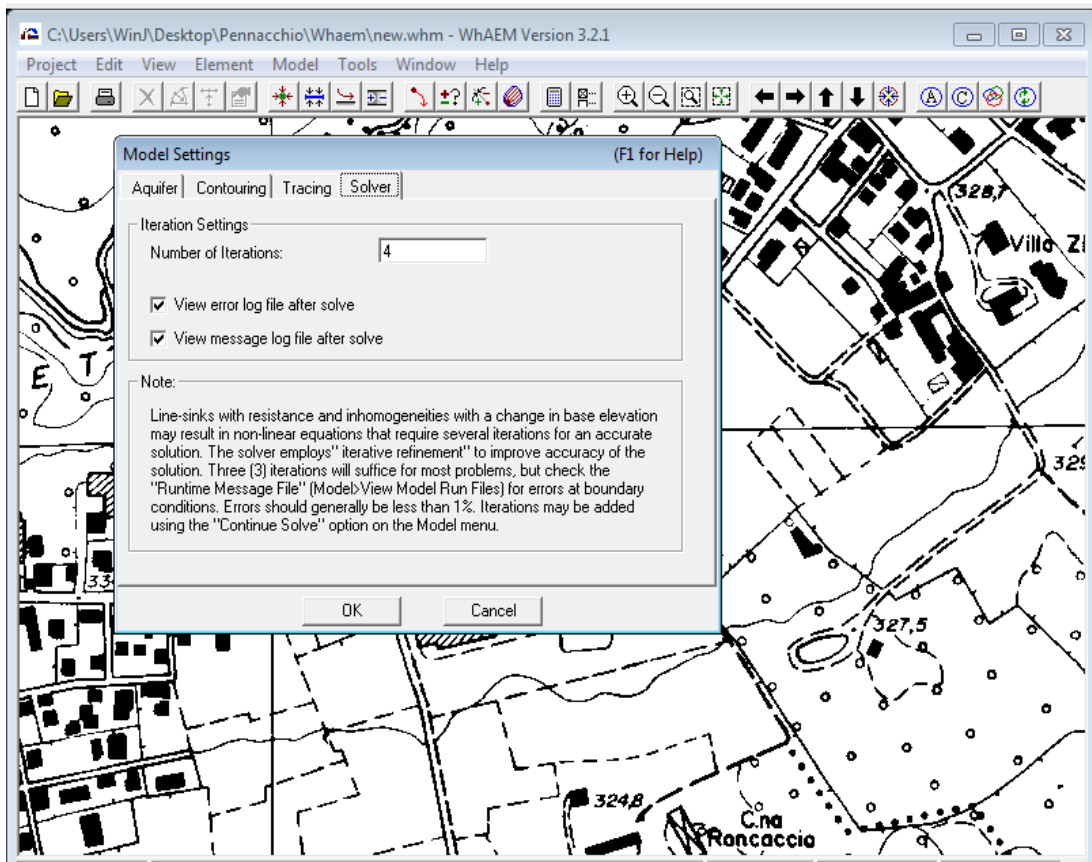 C:\Users\WinJ\Desktop\Pennacchio\Whaem\new.whm - WhAEM Version 3.2.1
Project Edit View Element Model Tools Window Help
Model Settings (F1 for Help)
Aquifer Contouring Tracing Solver
Iteration Settings
Number of Iterations: 4
View error log file after solve
View message log file after solve
Note:
Line-sinks with resistance and inhomogeneities with a change in base elevation
may result in non-linear equations that require several iterations for an accurate
solution. The solver employs" iterative refinement" to improve accuracy of the
solution. Three (3) iterations will suffice for most problems, but check the
"Runtime Message File" (Model>View Model Run Files) for errors at boundary
conditions. Errors should generally be less than 1%. Iterations may be added
using the "Continue Solve" option on the Model menu.
OK Cancel
328,7
Villa
E T
329
33
327,5
324,8
C.na
Roncaccio